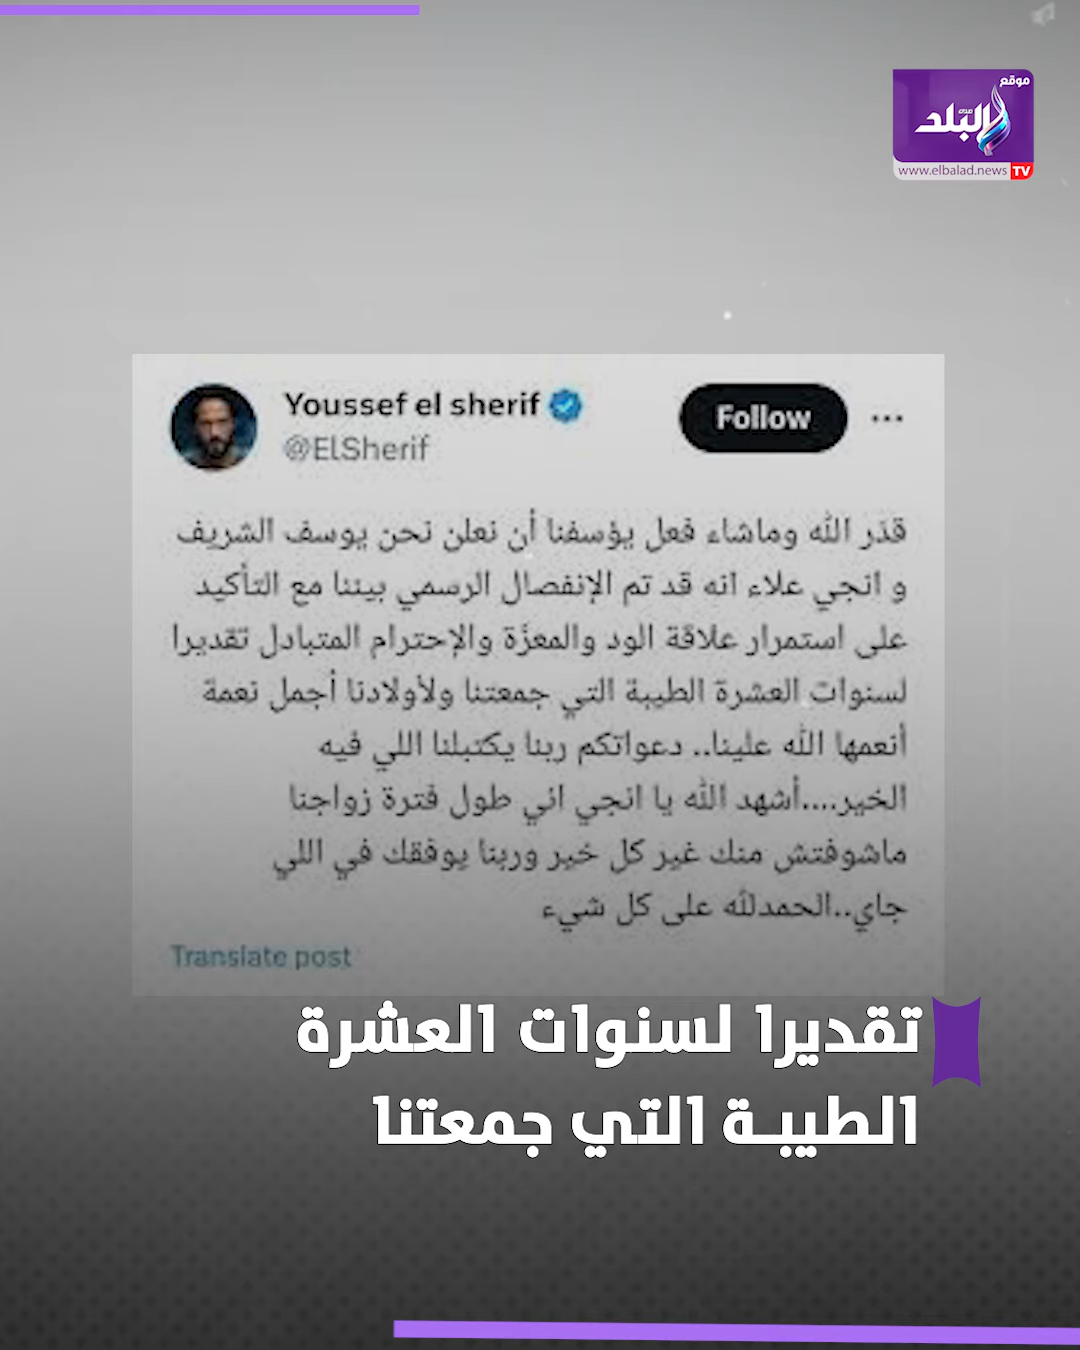 موقع
صدى
البلد
www.elbalad.news TV
Youssef el sherif
@ElSherif
Follow
قدّر الله وماشاء فعل يؤسفنا أن نعلن نحن يوسف الشريف
و انجي علاء انه قد تم الإنفصال الرسمي بيننا مع التأكيد
على استمرار علاقة الود والمعزّة والإحترام المتبادل تقديرا
لسنوات العشرة الطيبة التي جمعتنا ولأولادنا أجمل نعمة
أنعمها الله علينا.. دعواتكم ربنا يكتبلنا اللي فيه
الخير....أشهد الله يا انجي اني طول فترة زواجنا
ماشوفتش منك غير كل خير وربنا يوفقك في اللي
جاي..الحمدلله على كل شيء
Translate post
تقديرا لسنوات العشرة
الطيبة التي جمعتنا